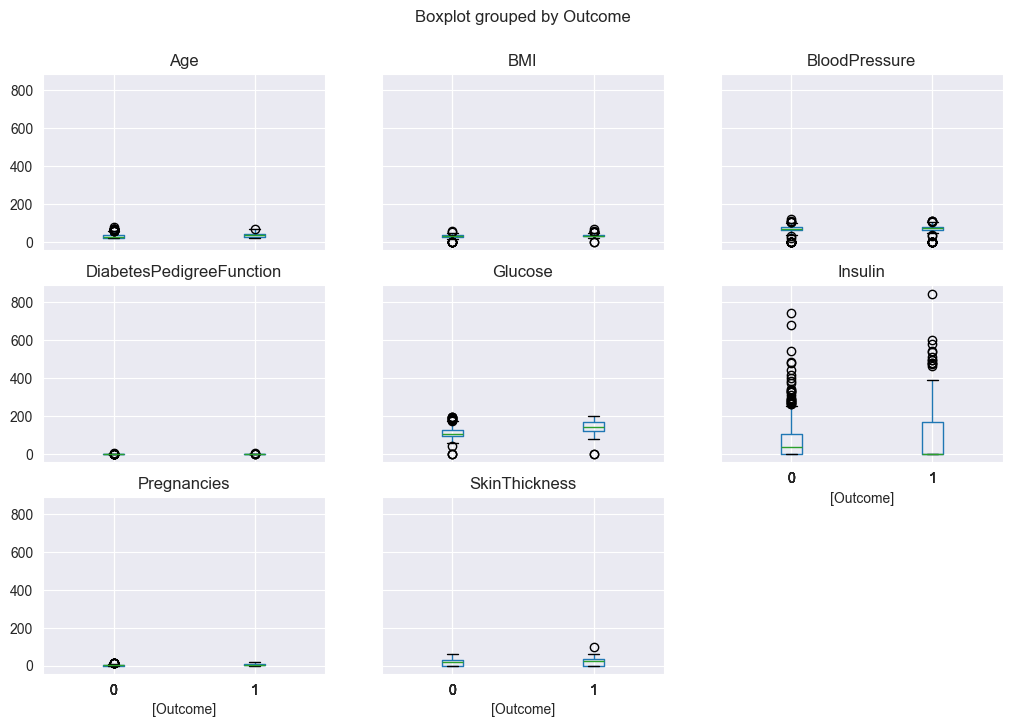 Boxplot grouped by Outcome
Age
BMI
BloodPressure
800
600
400
200
0
DiabetesPedigreeFunction
Glucose
Insulin
800
600
400
200
0
0
1
[Outcome]
Pregnancies
SkinThickness
800
600
400
200
0
0
1
[Outcome]
0
1
[Outcome]